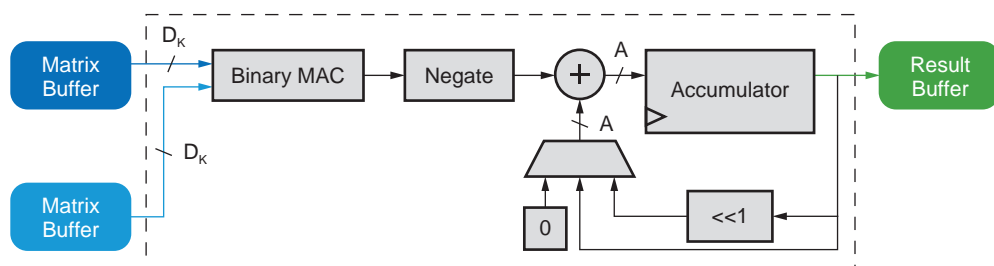 Matrix
Buffer
D_K
Binary MAC
Negate
+
A
Accumulator
Result
Buffer
D_K
A
Matrix
Buffer
0
<<1